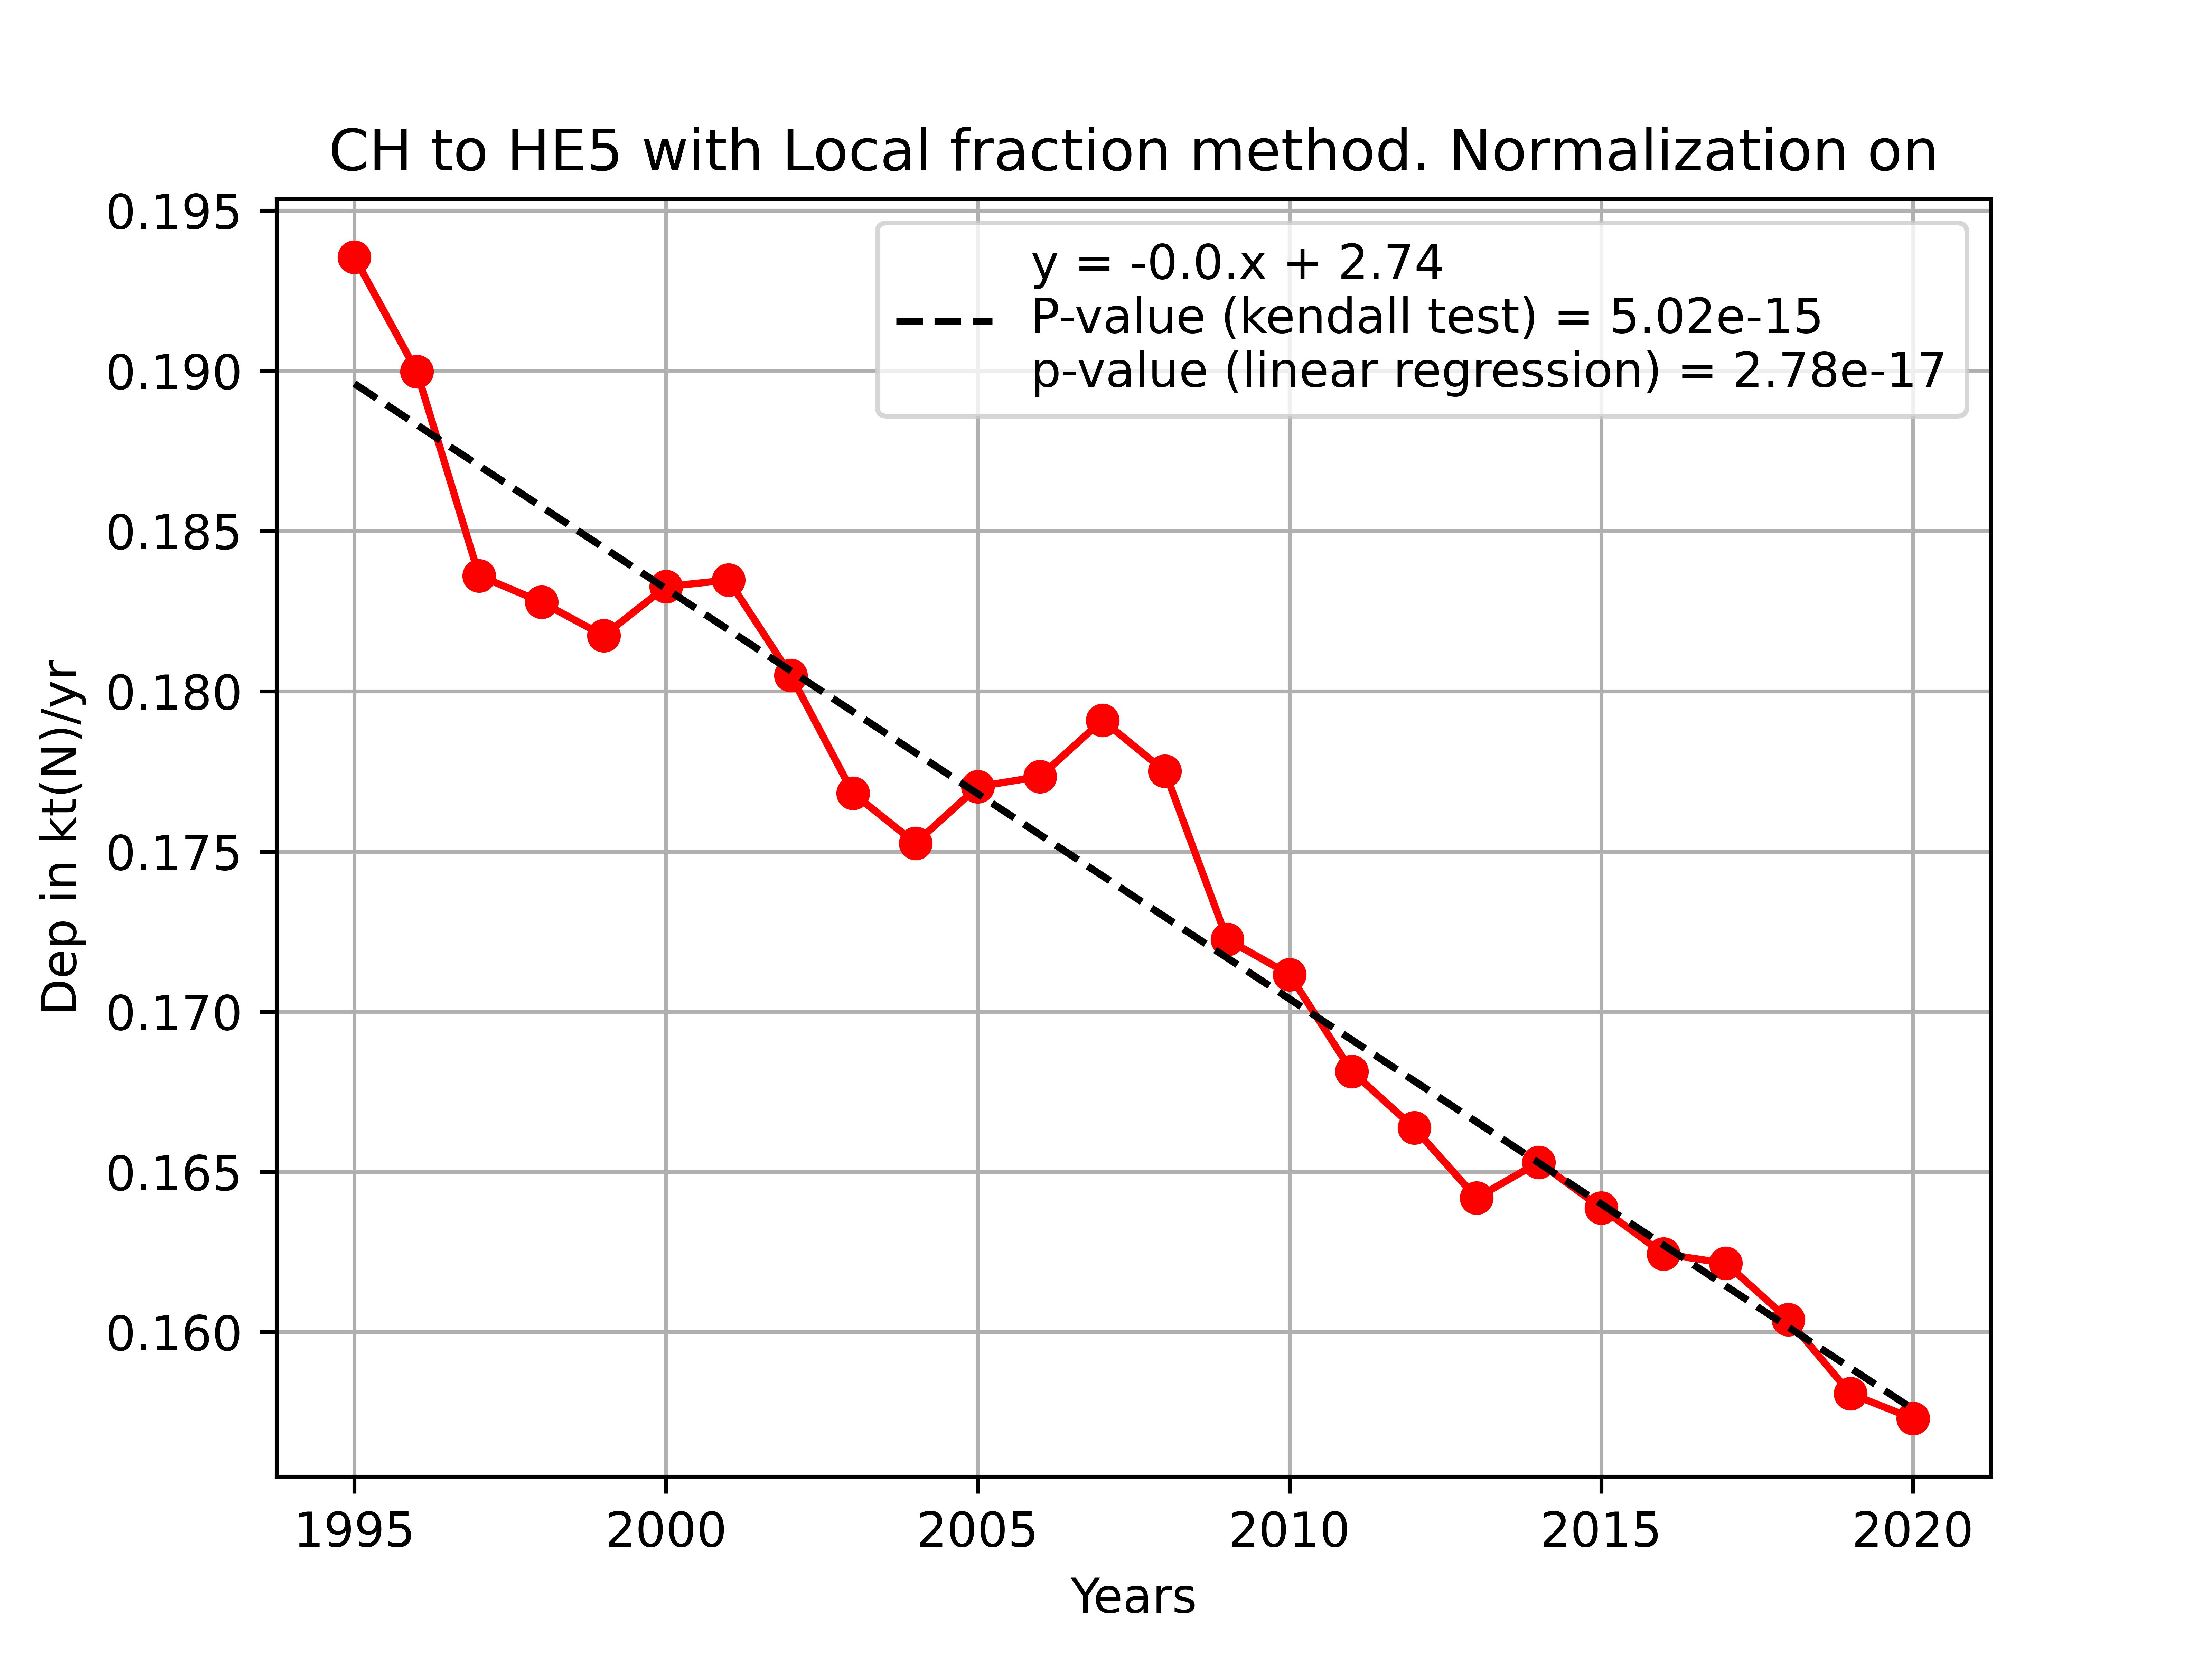 CH to HE5 with Local fraction method. Normalization on
y = -0.0.x + 2.74
P-value (kendall test) = 5.02e-15
p-value (linear regression) = 2.78e-17
Dep in kt(N)/yr
0.195
0.190
0.185
0.180
0.175
0.170
0.165
0.160
1995 2000 2005 2010 2015 2020
Years